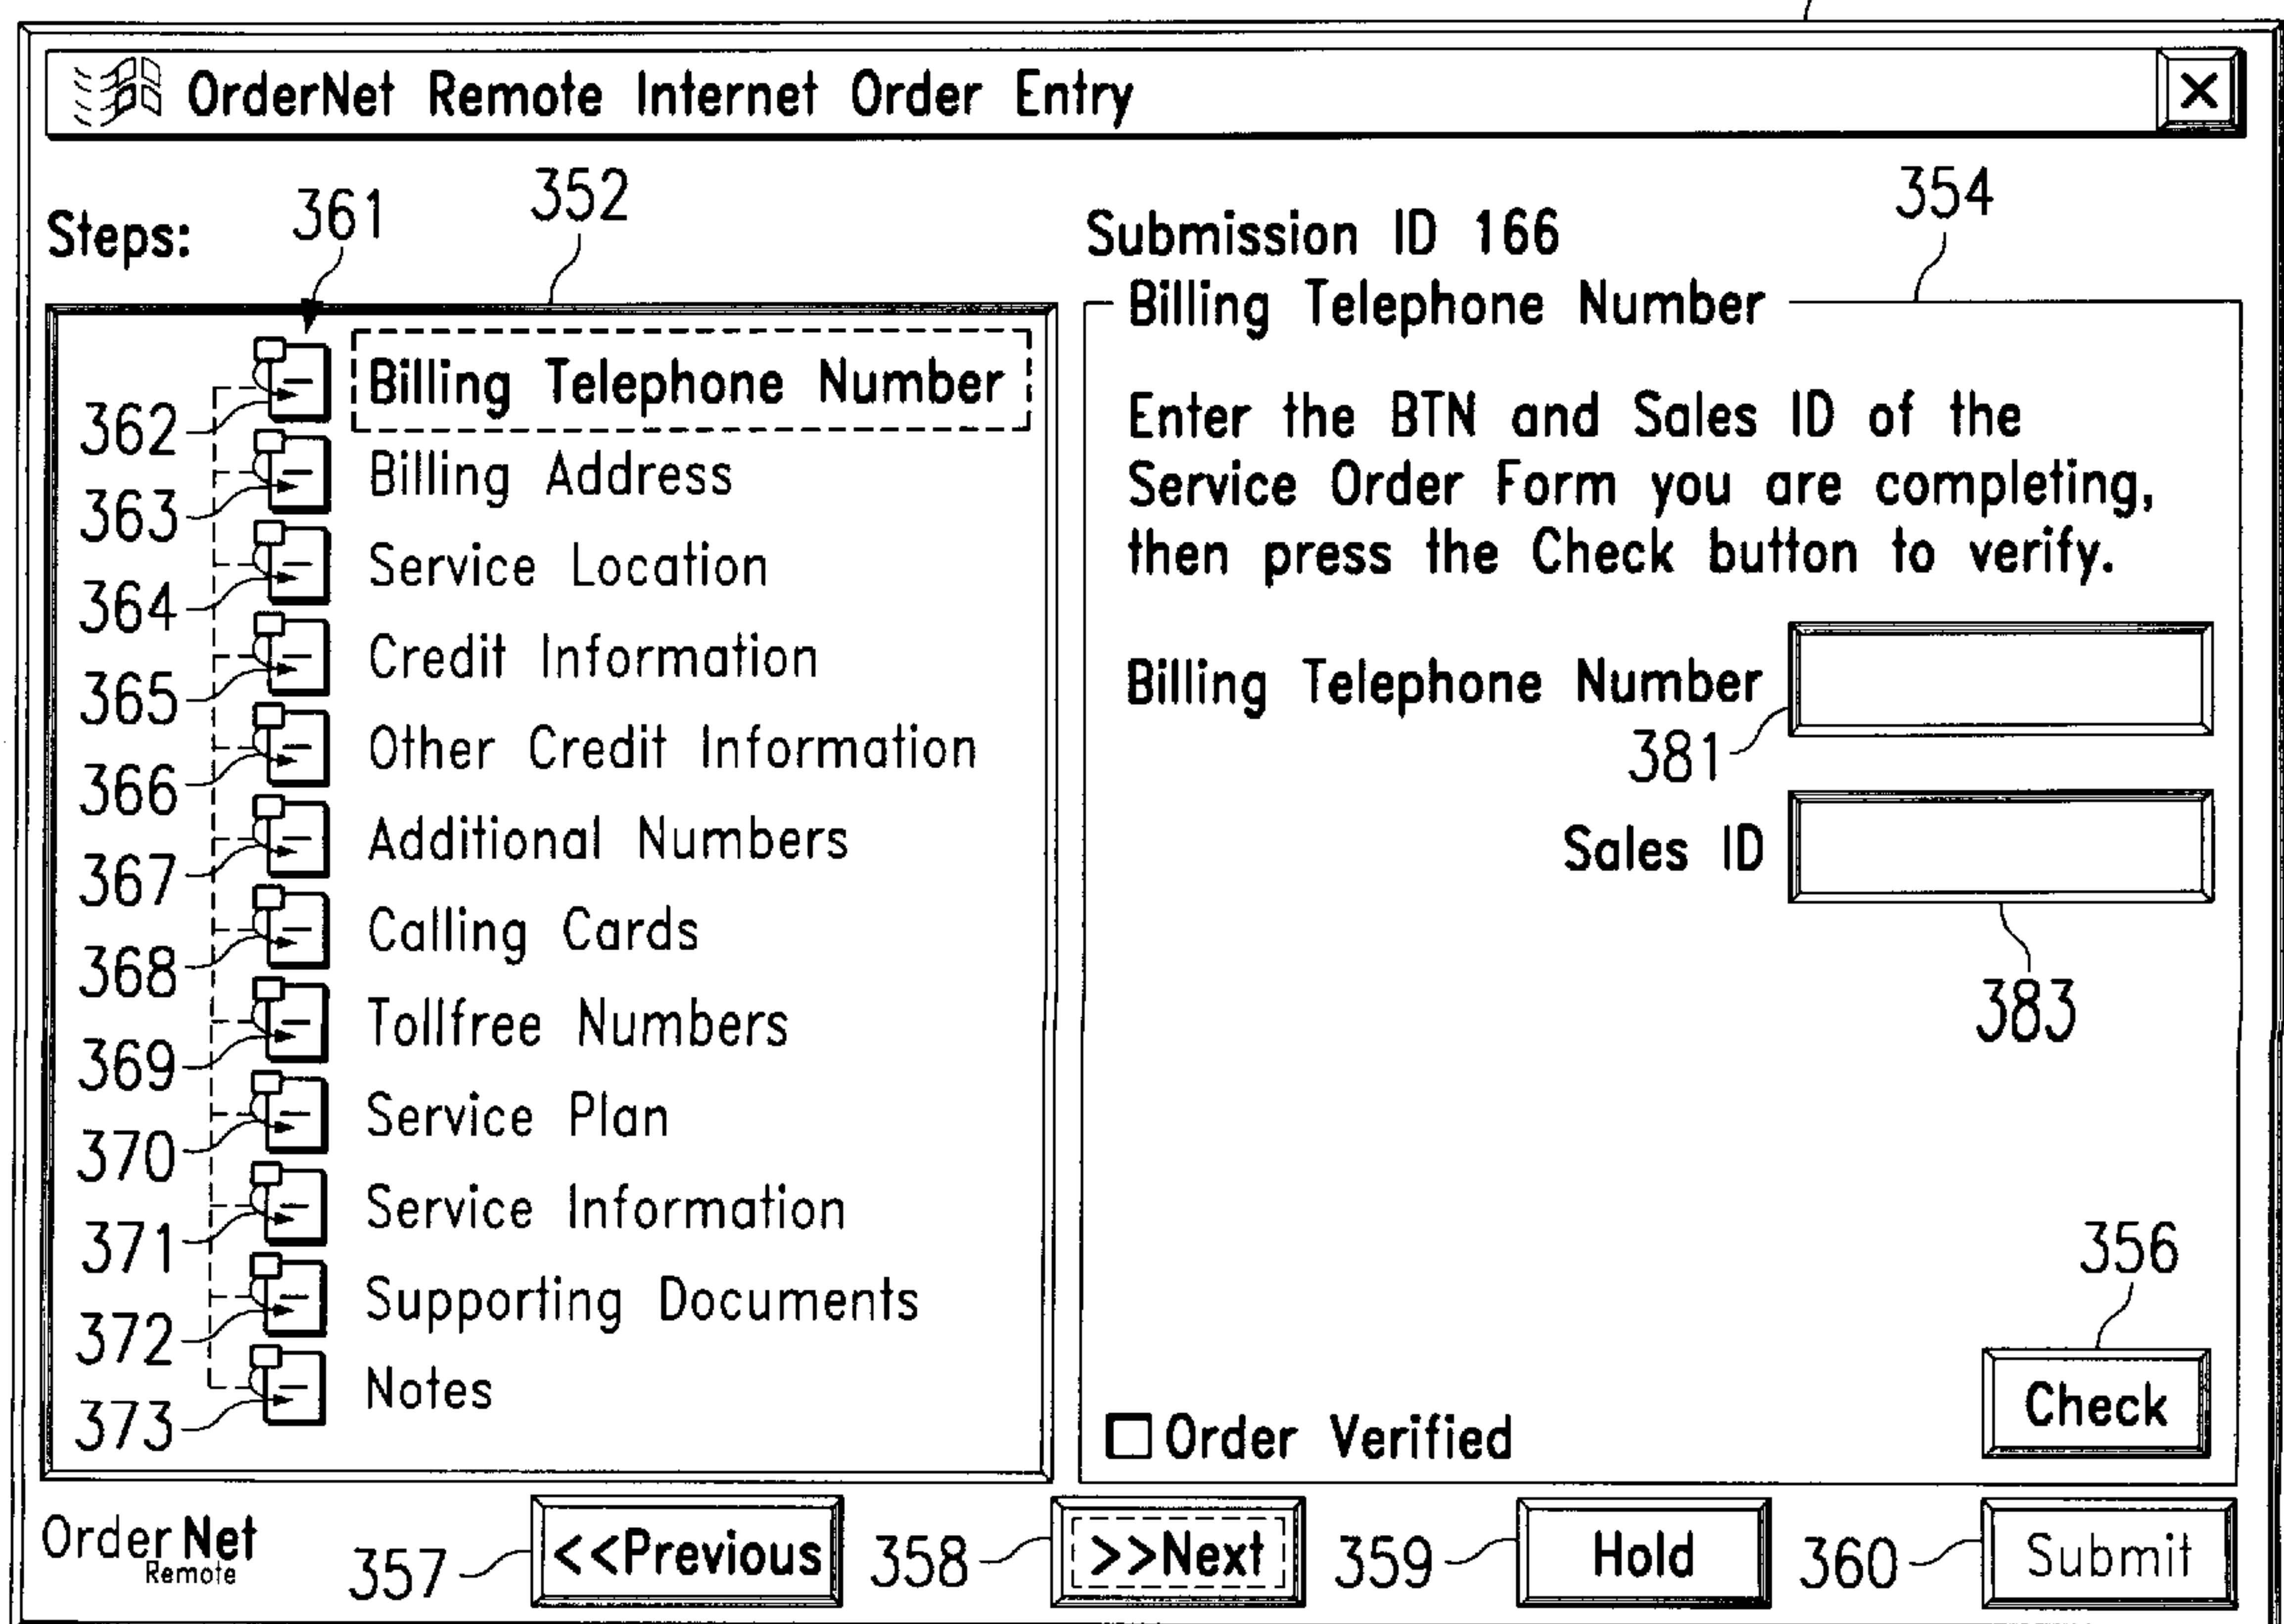 OrderNet Remote Internet Order Entry
Steps:
361
352
362 Billing Telephone Number
363 Billing Address
364 Service Location
365 Credit Information
366 Other Credit Information
367 Additional Numbers
368 Calling Cards
369 Tollfree Numbers
370 Service Plan
371 Service Information
372 Supporting Documents
373 Notes
354
Submission ID 166
Billing Telephone Number
Enter the BTN and Sales ID of the
Service Order Form you are completing,
then press the Check button to verify.
Billing Telephone Number
381
Sales ID
383
356
Check
Order Verified
OrderNet
Remote
357 <<Previous 358 >>Next 359 Hold 360 Submit